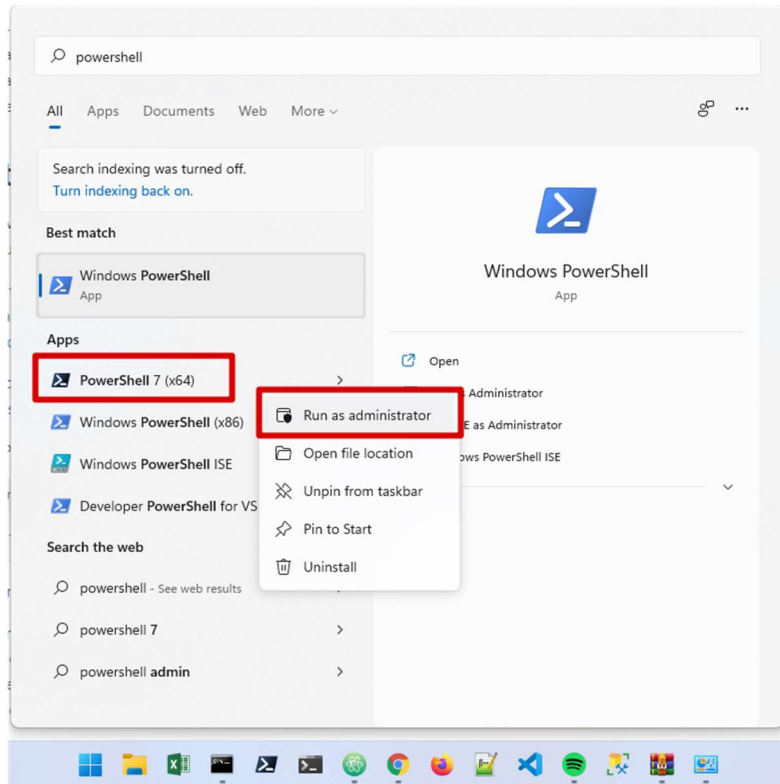 powershell
All Apps Documents Web More
Search indexing was turned off.
Turn indexing back on.
Best match
Windows PowerShell
App
Apps
PowerShell 7 (x64)
Windows PowerShell (x86)
Windows PowerShell ISE
Developer PowerShell for VS
Search the web
powershell - See web results
powershell 7
powershell admin
Run as administrator
Open file location
Unpin from taskbar
Pin to Start
Uninstall
Windows PowerShell
App
Open
Administrator
E as Administrator
PowerShell ISE